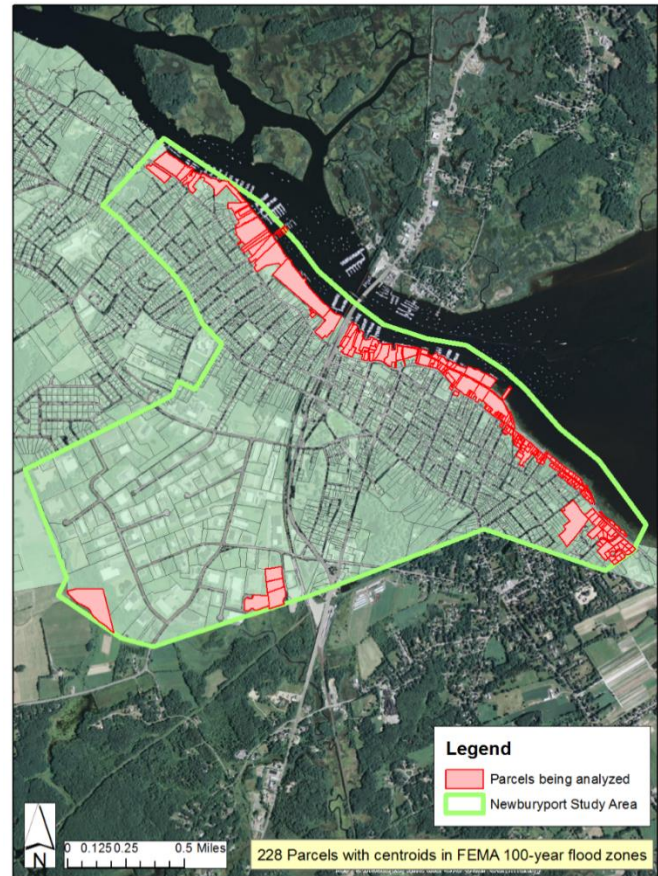 Legend
Parcels being analyzed
Newburyport Study Area
N
0 0.125 0.25 0.5 Miles
228 Parcels with centroids in FEMA 100-year flood zones